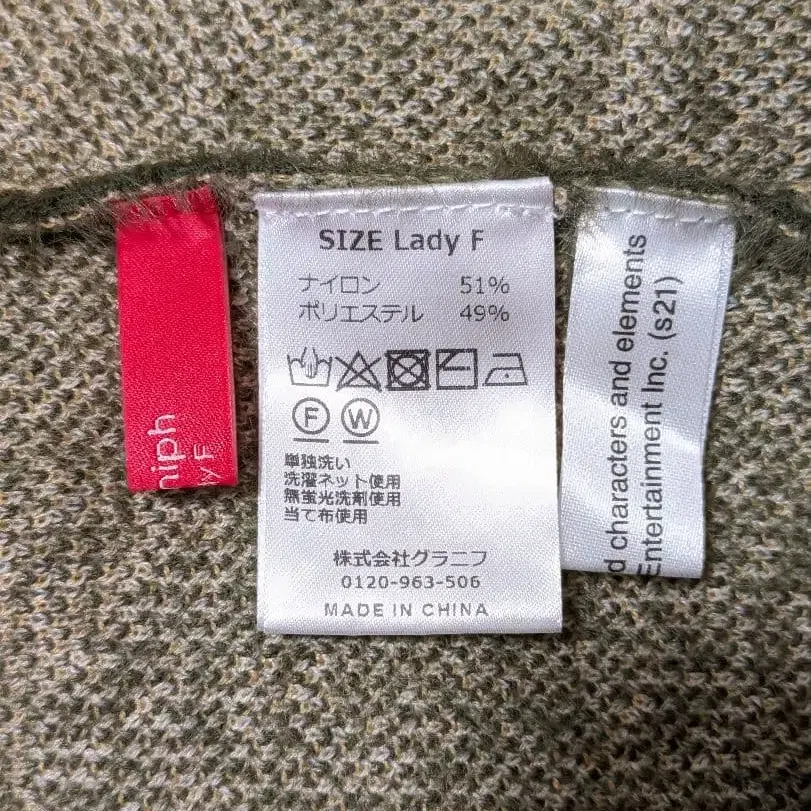 SIZE Lady F
ナイロン 51%
ポリエステル 49%
F W
単独洗い
洗濯ネット使用
無蛍光洗剤使用
当て布使用
株式会社グラニフ
0120-963-506
MADE IN CHINA
characters and elements
Entertainment Inc. (s21)